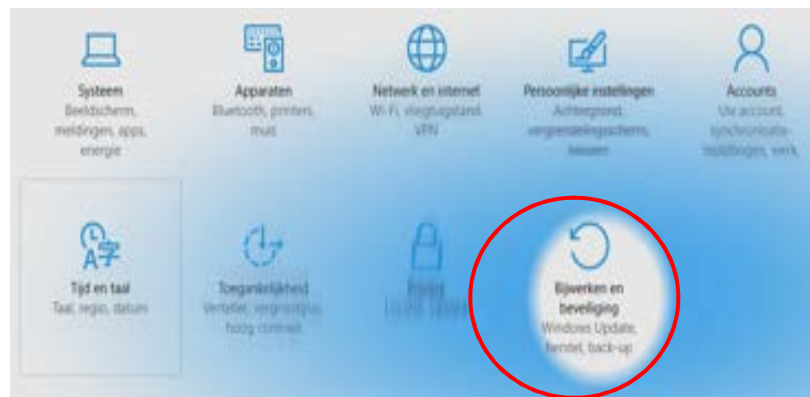 Systeem
Beeldscherm,
meldingen, apps,
energie
Apparaten
Bluetooth, printers,
muis
Netwerk en internet
Wi-Fi, vliegtuigstand,
VPN
Persoonlijke instellingen
Achtergrond,
vergrendelingsscherm,
kleuren
Accounts
Uw account,
synchronisatie-
instellingen, werk,
A字
Tijd en taal
Taal, regio, datum
Toegankelijkheid
Verteller, vergrootglas,
hoog contrast
Bijwerken en
beveiliging
Windows Update,
herstel, back-up